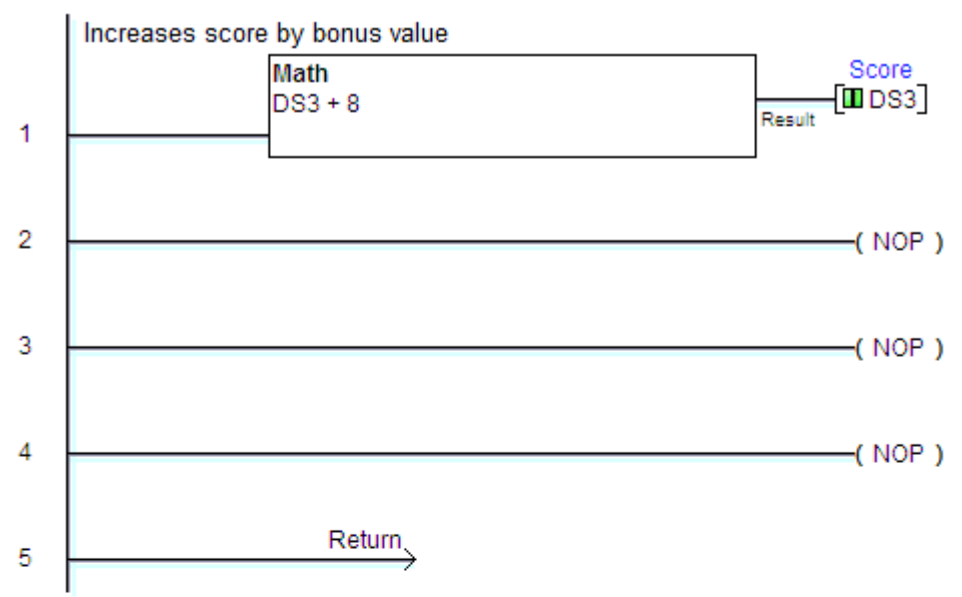 Increases score by bonus value
Math
DS3 + 8
Score
DS3
Result
1
2
( NOP )
3
( NOP )
4
( NOP )
Return
5